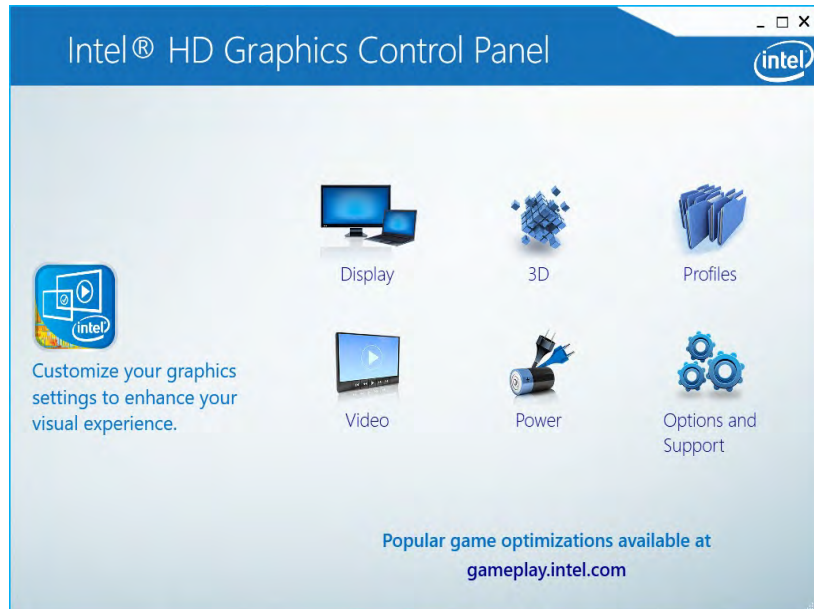 Intel® HD Graphics Control Panel
intel
Display
3D
Profiles
intel
Customize your graphics
settings to enhance your
visual experience.
Video
Power
Options and
Support
Popular game optimizations available at
gameplay.intel.com